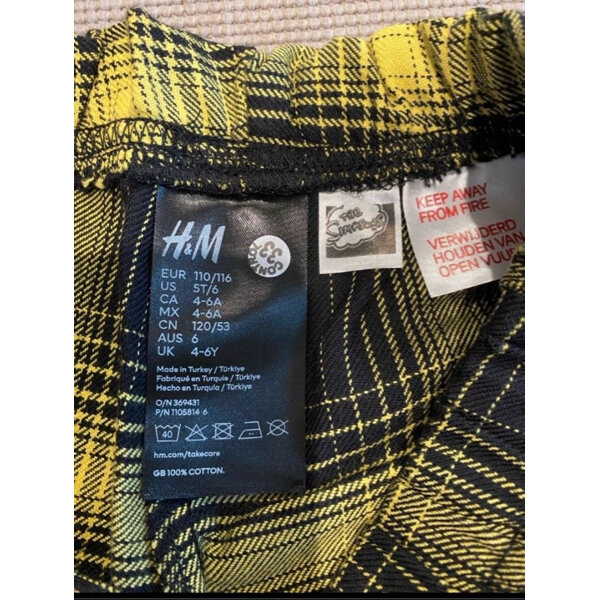 H&M
CONTROL
33
EUR 110/116
US 5T/6
CA 4-6A
MX 4-6A
CN 120/53
AUS 6
UK 4-6Y
Made in Turkey / Türkiye
Fabriqué en Turquie / Türkiye
Hecho en Turquía / Türkiye
O/N 369431
P/N 1105814 6
40
hm.com/takecare
GB 100% COTTON.
THE
SIMPSONS
KEEP AWAY
FROM FIRE
VERWIJDERD
HOUDEN VAN
OPEN VUUR